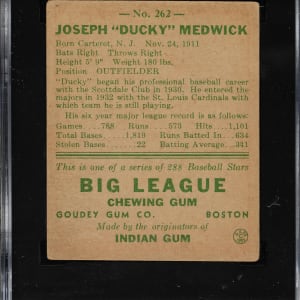 — No. 262 —
JOSEPH "DUCKY" MEDWICK
Born Carteret, N. J. Nov. 24, 1911
Bats Right Throws Right
Height 5' 9" Weight 180 lbs.
Position OUTFIELDER
"Ducky" began his professional baseball career
with the Scottdale Club in 1930. He entered the
majors in 1932 with the St. Louis Cardinals with
which team he is still playing.
His six year major league record is as follows:
Games.....788 Runs.....573 Hits.....1,101
Total Bases.....1,819 Runs Batted In....634
Stolen Bases.....22 Batting Average....341
This is one of a series of 288 Baseball Stars
BIG LEAGUE
CHEWING GUM
GOUDEY GUM CO. BOSTON
Made by the originators of
INDIAN GUM